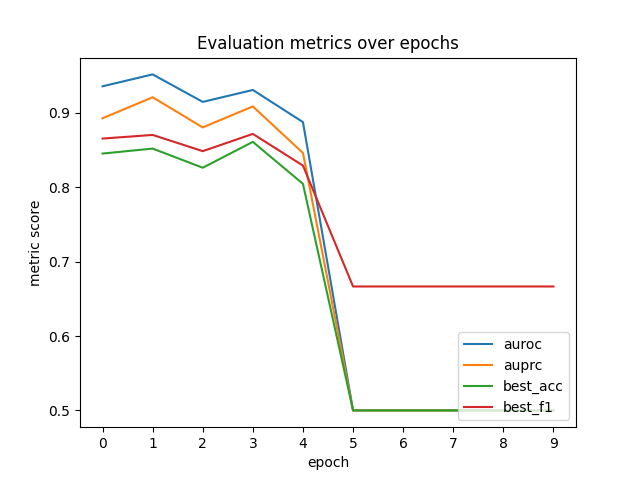 Evaluation metrics over epochs
metric score
0.9
0.8
0.7
0.6
0.5
auroc
auprc
best_acc
best_f1
0 1 2 3 4 5 6 7 8 9
epoch